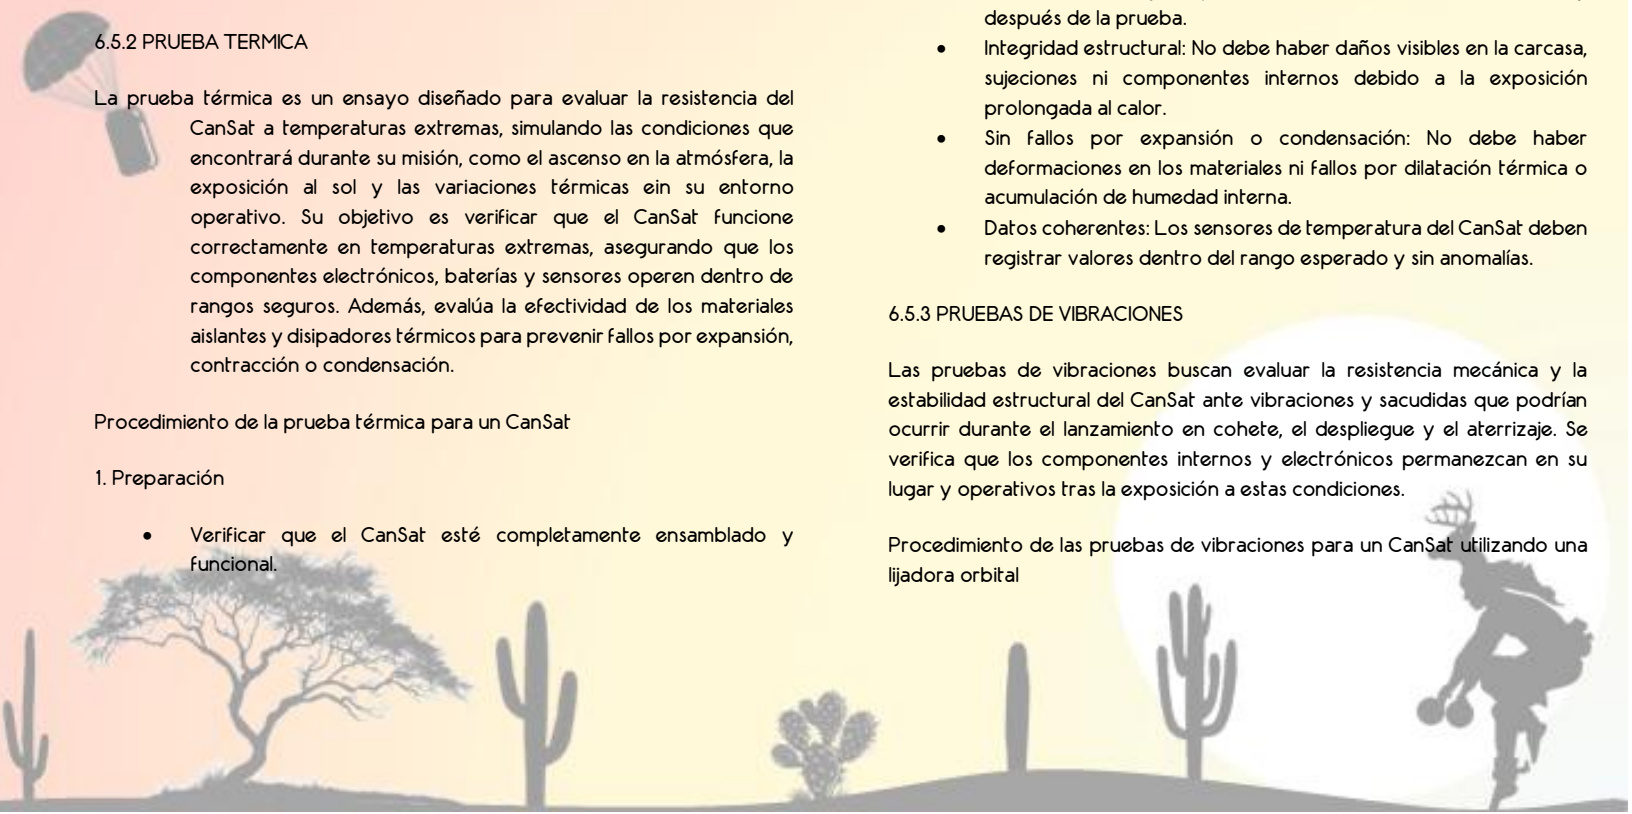 6.5.2 PRUEBA TERMICA
La prueba térmica es un ensayo diseñado para evaluar la resistencia del
CanSat a temperaturas extremas, simulando las condiciones que
encontrará durante su misión, como el ascenso en la atmósfera, la
exposición al sol y las variaciones térmicas ein su entorno
operativo. Su objetivo es verificar que el CanSat funcione
correctamente en temperaturas extremas, asegurando que los
componentes electrónicos, baterías y sensores operen dentro de
rangos seguros. Además, evalúa la efectividad de los materiales
aislantes y disipadores térmicos para prevenir fallos por expansión,
contracción o condensación.
Procedimiento de la prueba térmica para un CanSat
1. Preparación
• Verificar que el CanSat esté completamente ensamblado y
funcional.
después de la prueba.
• Integridad estructural: No debe haber daños visibles en la carcasa,
sujeciones ni componentes internos debido a la exposición
prolongada al calor.
• Sin fallos por expansión o condensación: No debe haber
deformaciones en los materiales ni fallos por dilatación térmica o
acumulación de humedad interna.
• Datos coherentes: Los sensores de temperatura del CanSat deben
registrar valores dentro del rango esperado y sin anomalías.
6.5.3 PRUEBAS DE VIBRACIONES
Las pruebas de vibraciones buscan evaluar la resistencia mecánica y la
estabilidad estructural del CanSat ante vibraciones y sacudidas que podrían
ocurrir durante el lanzamiento en cohete, el despliegue y el aterrizaje. Se
verifica que los componentes internos y electrónicos permanezcan en su
lugar y operativos tras la exposición a estas condiciones.
Procedimiento de las pruebas de vibraciones para un CanSat utilizando una
lijadora orbital